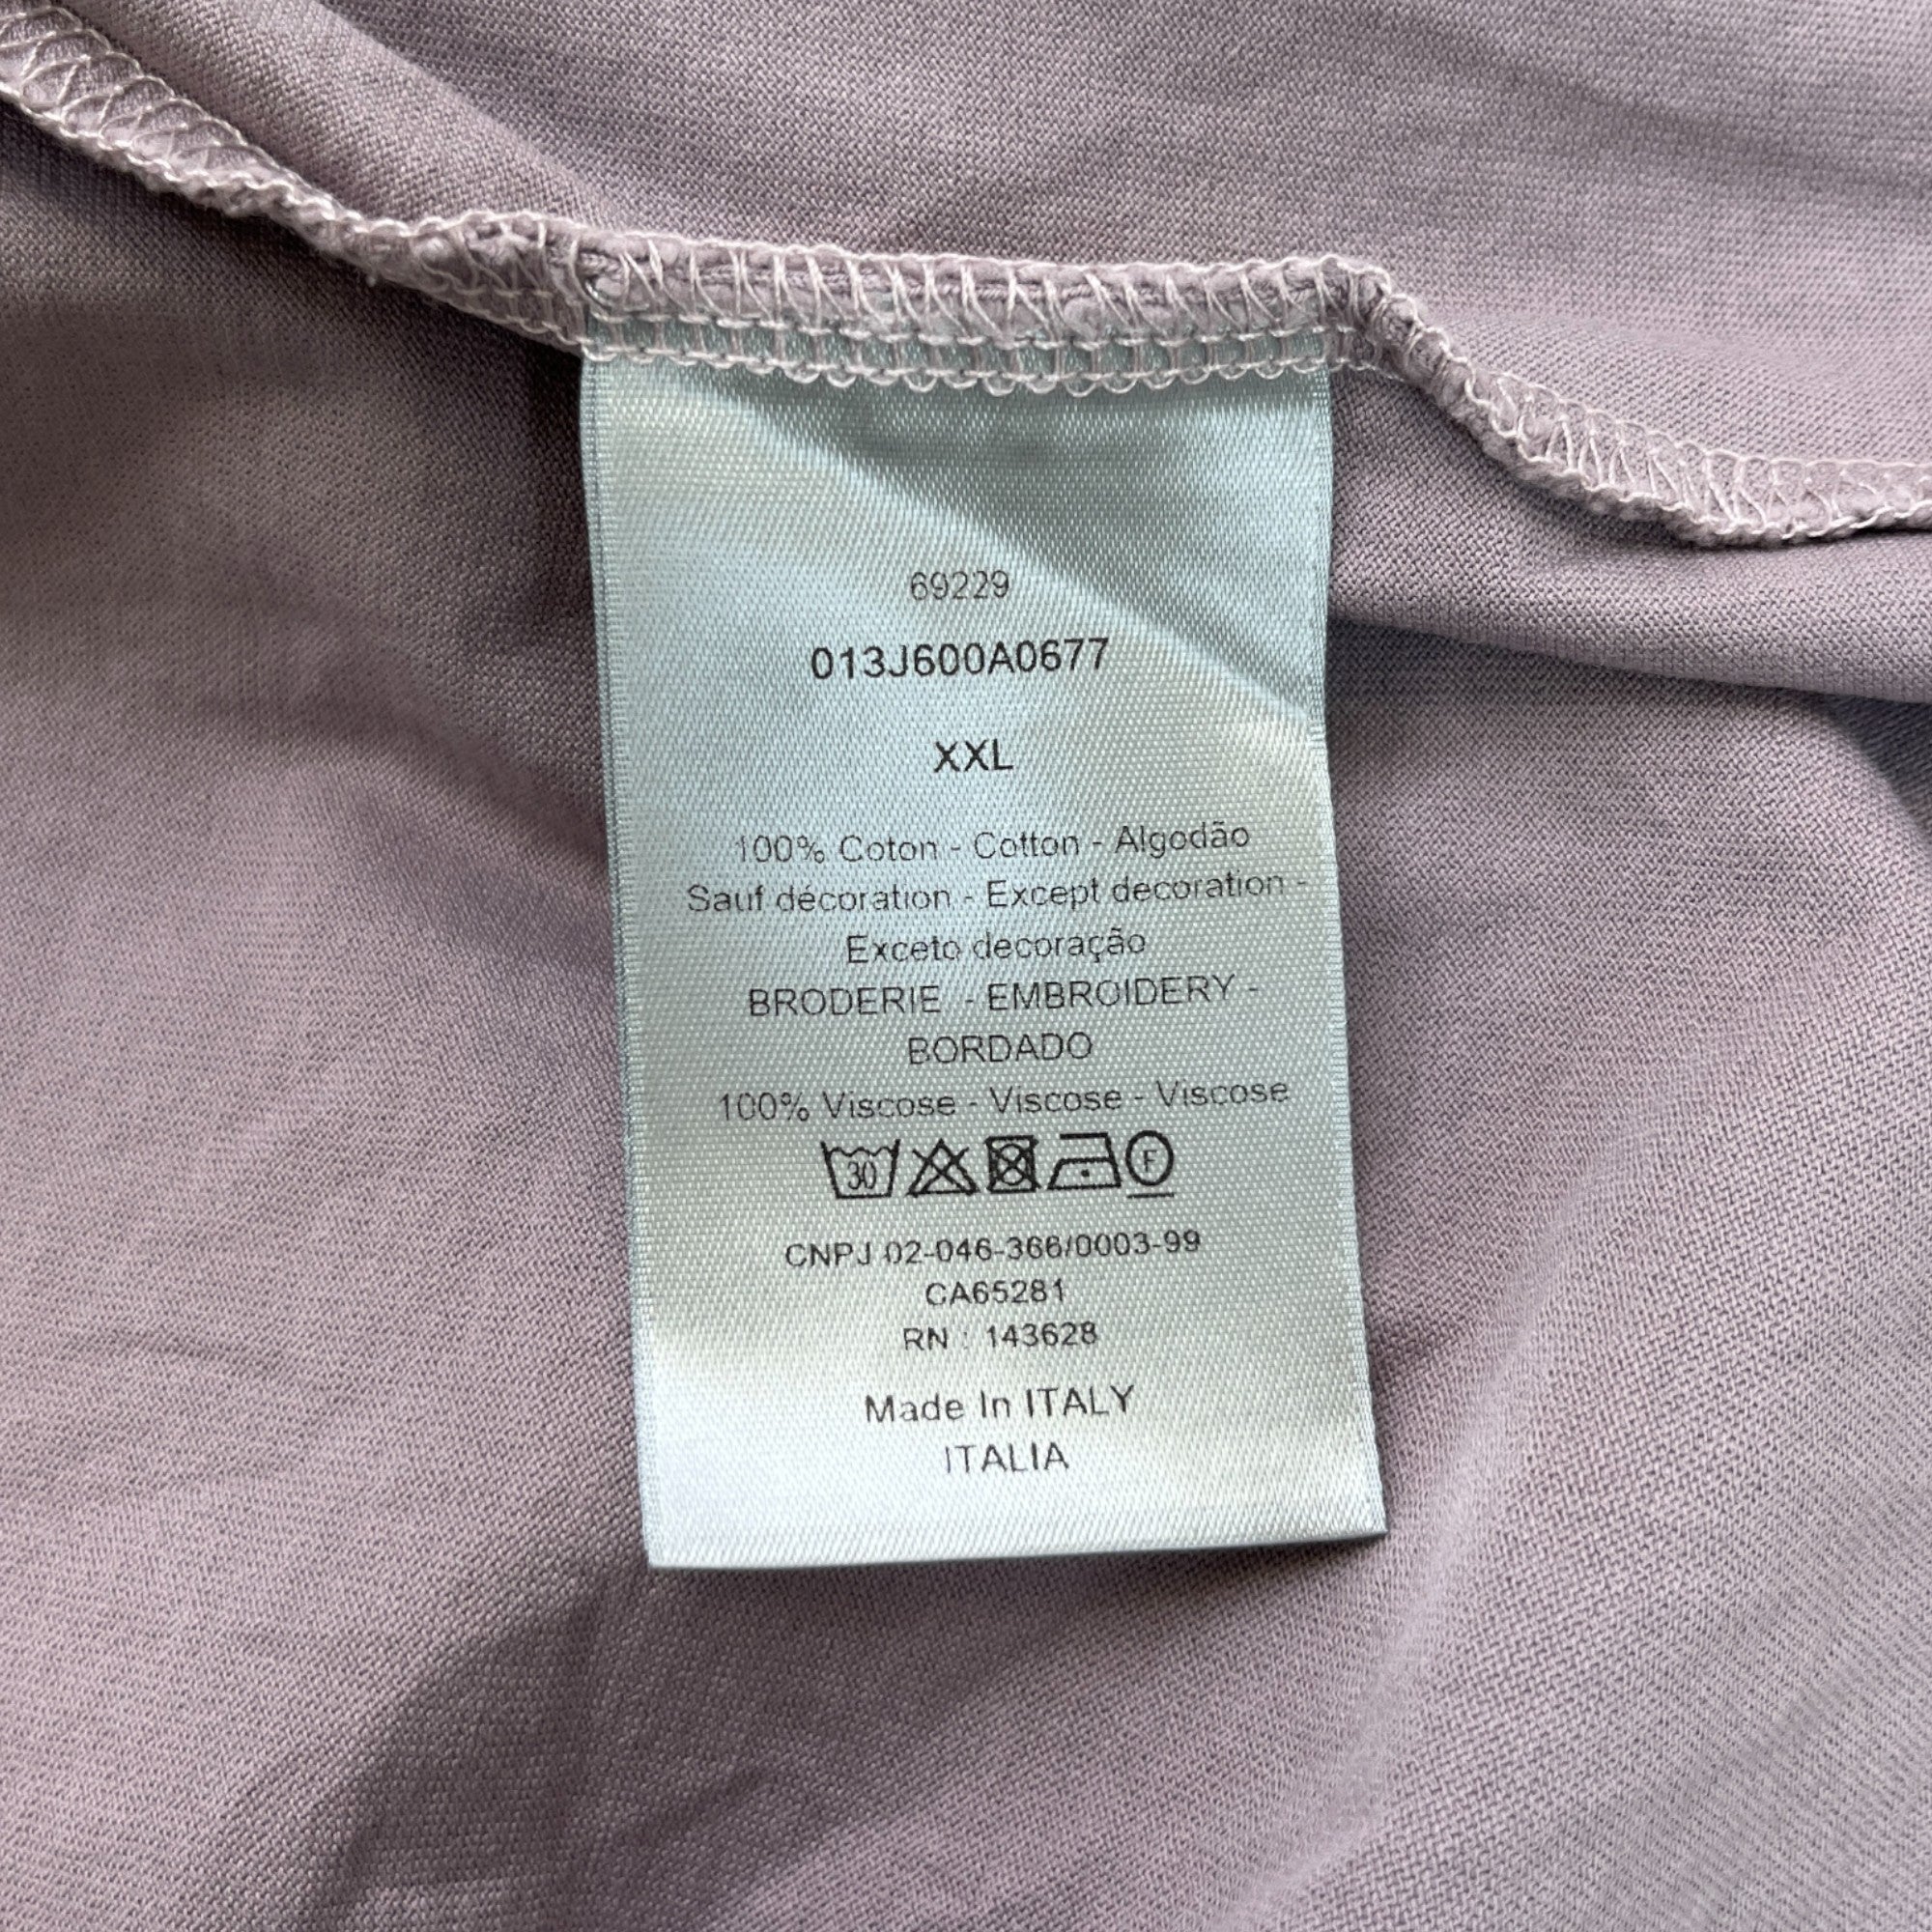 69229
013J600A0677
XXL
100% Coton - Cotton - Algodão
Sauf décoration - Except decoration -
Exceto decoração
BRODERIE - EMBROIDERY -
BORDADO
100% Viscose - Viscose - Viscose
30 F
CNPJ 02-046-366/0003-99
CA65281
RN : 143628
Made In ITALY
ITALIA